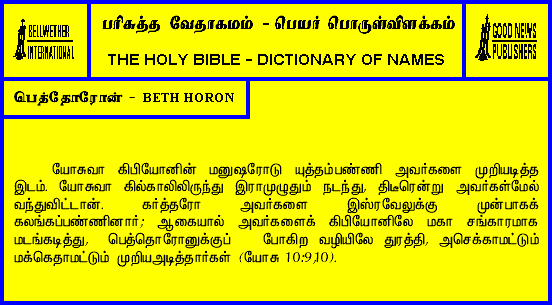 BELLWETHER
INTERNATIONAL
பரிசுத்த வேதாகமம் - பெயர் பொருள்விளக்கம்
THE HOLY BIBLE - DICTIONARY OF NAMES
GOOD NEWS
PUBLISHERS
பெத்தோரோன் - BETH HORON
யோசுவா கிபியோனின் மனுஷரோடு யுத்தம்பண்ணி அவர்களை முறியடித்த
இடம். யோசுவா கில்காலிலிருந்து இராமுழுதும் நடந்து, திடீரென்று அவர்கள்மேல்
வந்துவிட்டான். கர்த்தரோ அவர்களை இஸ்ரவேலுக்கு முன்பாகக்
கலங்கப்பண்ணினார்; ஆகையால் அவர்களைக் கிபியோனிலே மகா சங்காரமாக
மடங்கடித்து, பெத்தொரோனுக்குப் போகிற வழியிலே துரத்தி, அசெக்காமட்டும்
மக்கெதாமட்டும் முறியஅடித்தார்கள் (யோசு 10:9,10).